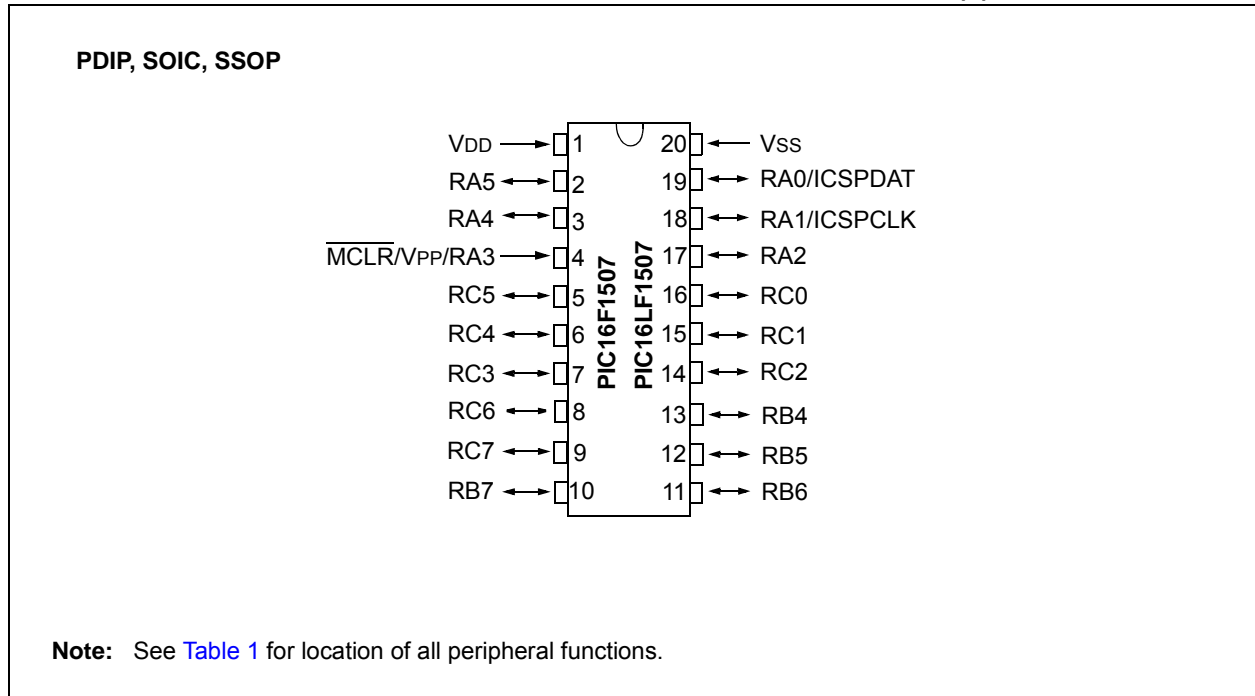 PDIP, SOIC, SSOP
VDD 1 20 VSS
RA5 2 19 RA0/ICSPDAT
RA4 3 18 RA1/ICSPCLK
MCLR/VPP/RA3 4 17 RA2
RC5 5 16 RC0
RC4 6 15 RC1
RC3 7 14 RC2
RC6 8 13 RB4
RC7 9 12 RB5
RB7 10 11 RB6
PIC16F1507
PIC16LF1507
Note: See Table 1 for location of all peripheral functions.